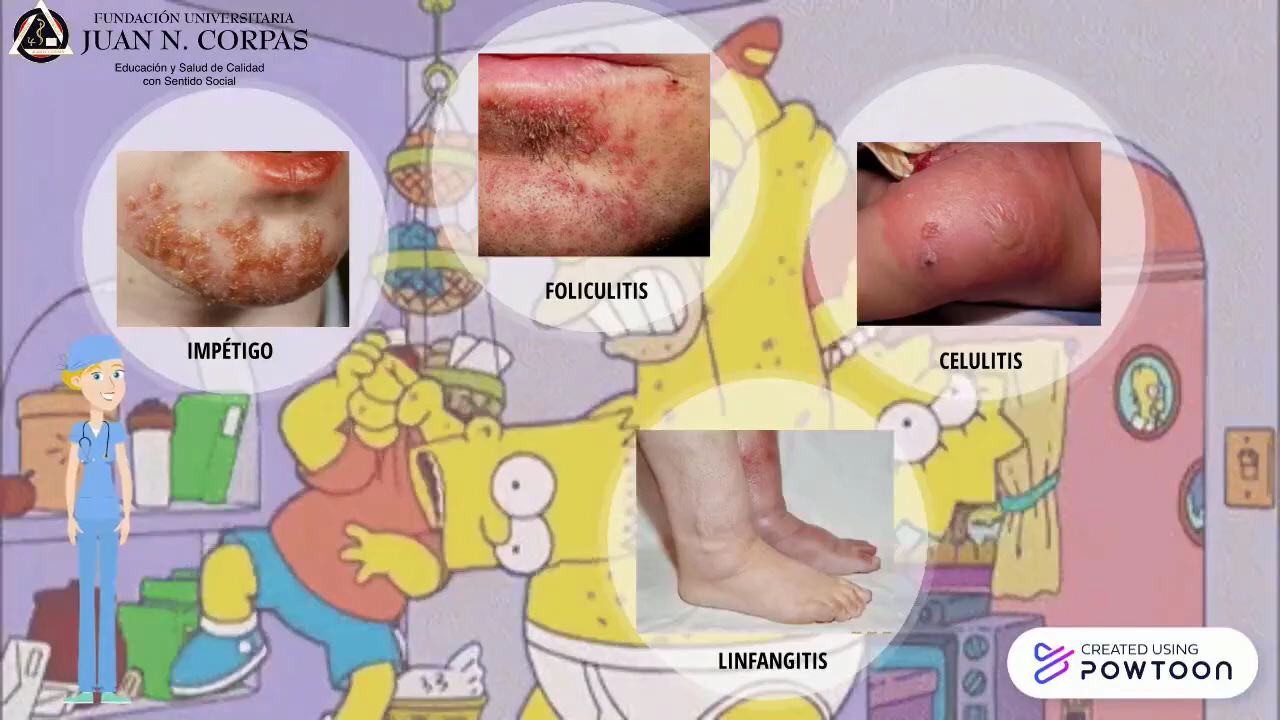 FUNDACIÓN UNIVERSITARIA
JUAN N. CORPAS
Educación y Salud de Calidad
con Sentido Social
FOLICULITIS
IMPÉTIGO
CELULITIS
LINFANGITIS
CREATED USING
POWTOON